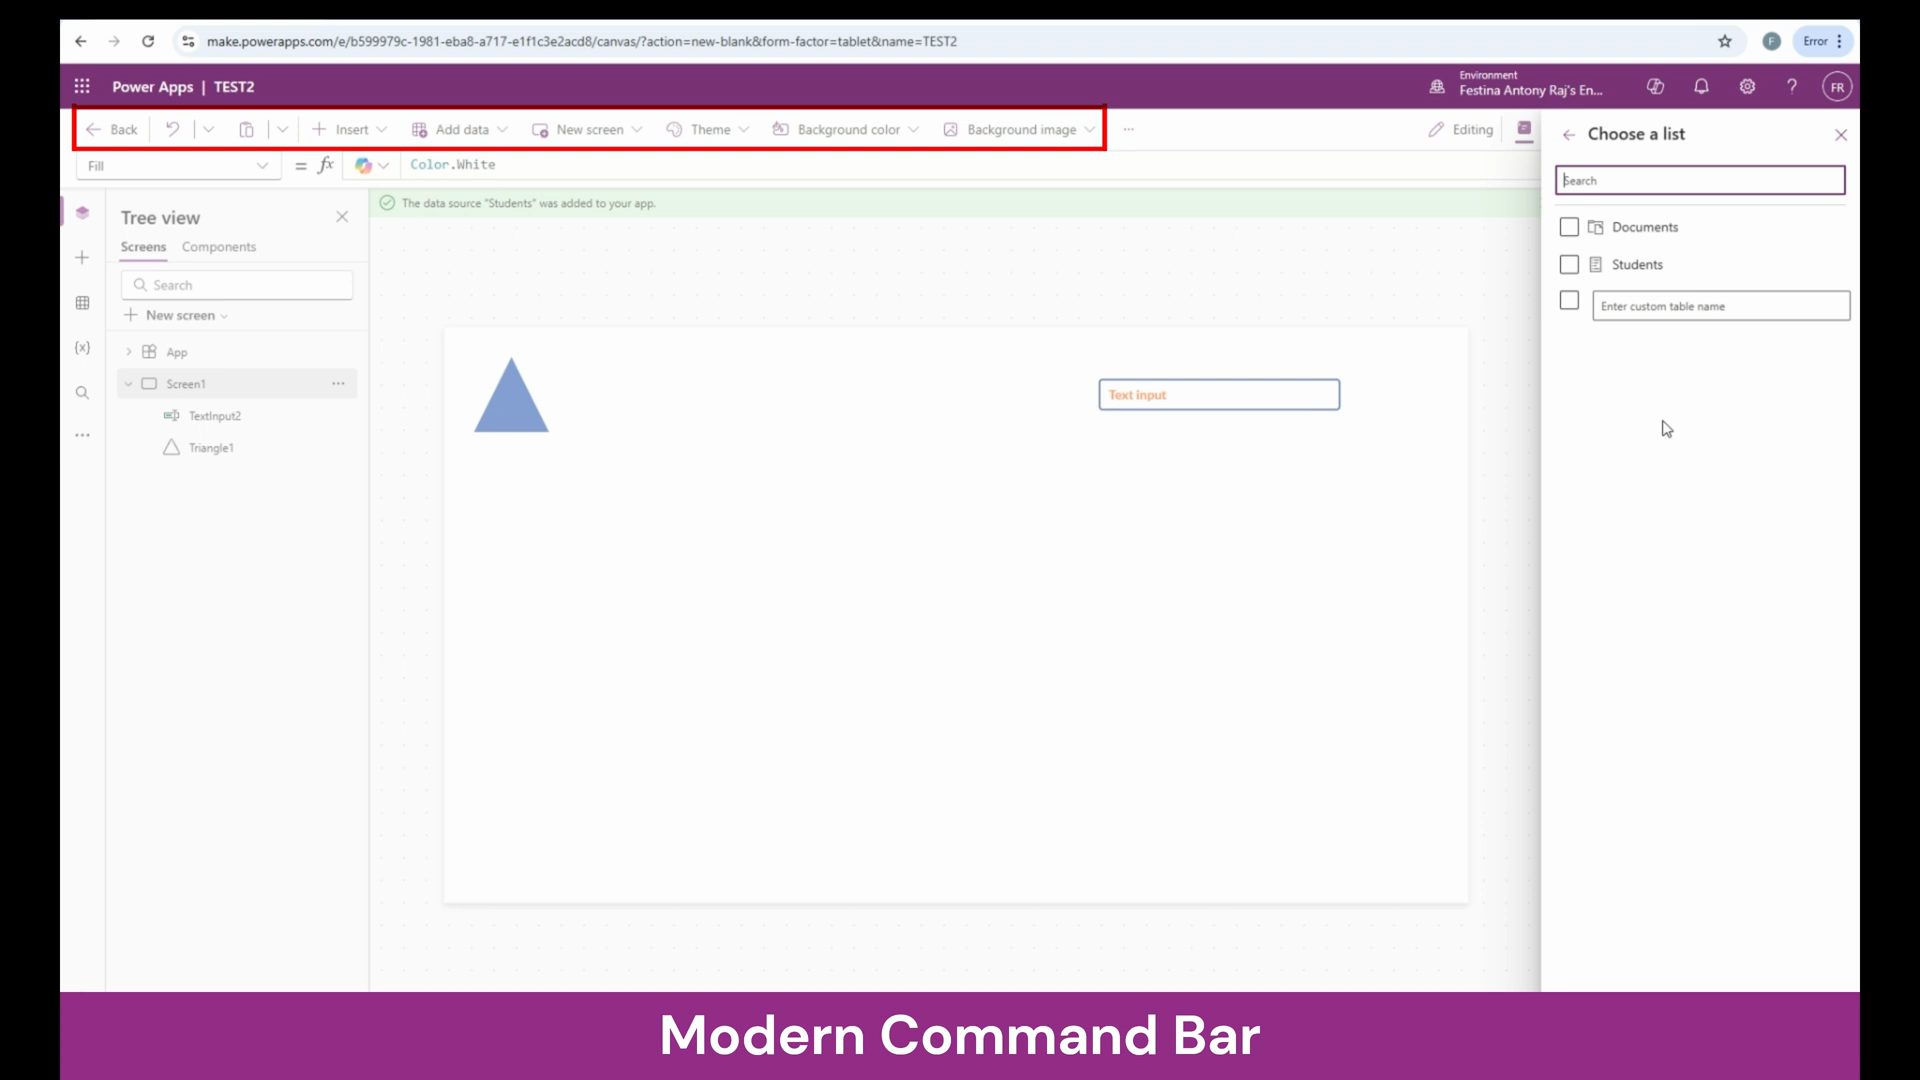 make.powerapps.com/e/b599979c-1981-eba8-a717-e1f1c3e2acd8/canvas/?action=new-blank&form-factor=tablet&name=TEST2
F
Error
Power Apps | TEST2
Environment
Festina Antony Raj's En...
?
FR
Back
Insert
Add data
New screen
Theme
Background color
Background image
...
Editing
Fill
= fx
Color.White
The data source "Students" was added to your app.
Tree view
Screens
Components
Search
New screen
App
Screen1
...
TextInput2
Triangle1
{x}
...
Text input
Choose a list
Search
Documents
Students
Enter custom table name
Modern Command Bar